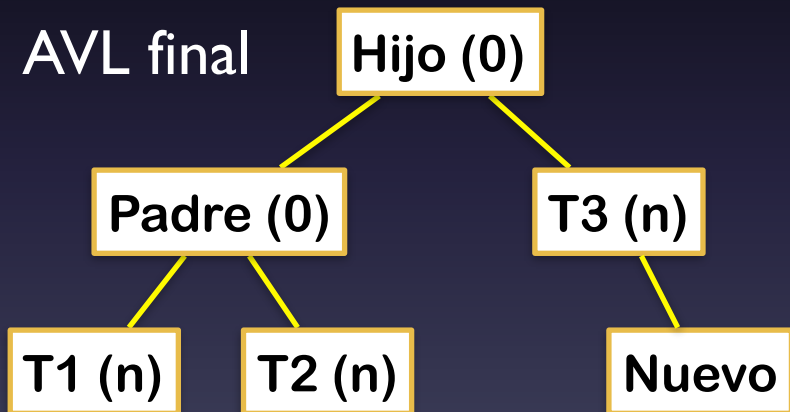 AVL final
Hijo (0)
Padre (0)
T3 (n)
T1 (n)
T2 (n)
Nuevo